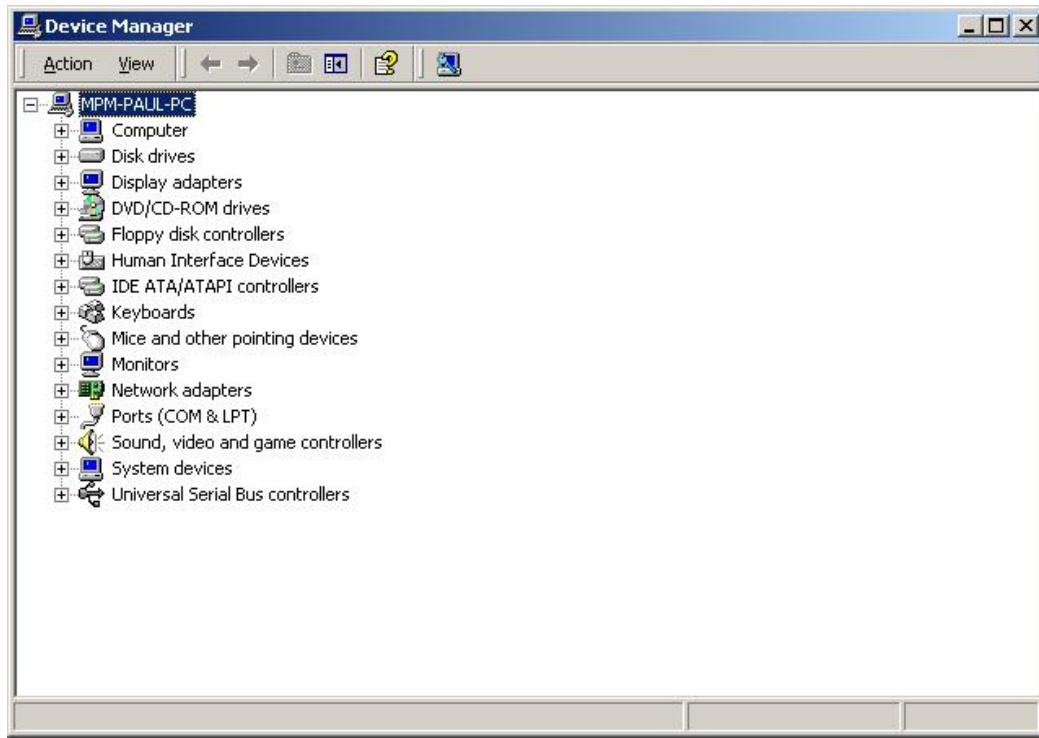 Device Manager
Action View
MPM-PAUL-PC
Computer
Disk drives
Display adapters
DVD/CD-ROM drives
Floppy disk controllers
Human Interface Devices
IDE ATA/ATAPI controllers
Keyboards
Mice and other pointing devices
Monitors
Network adapters
Ports (COM & LPT)
Sound, video and game controllers
System devices
Universal Serial Bus controllers